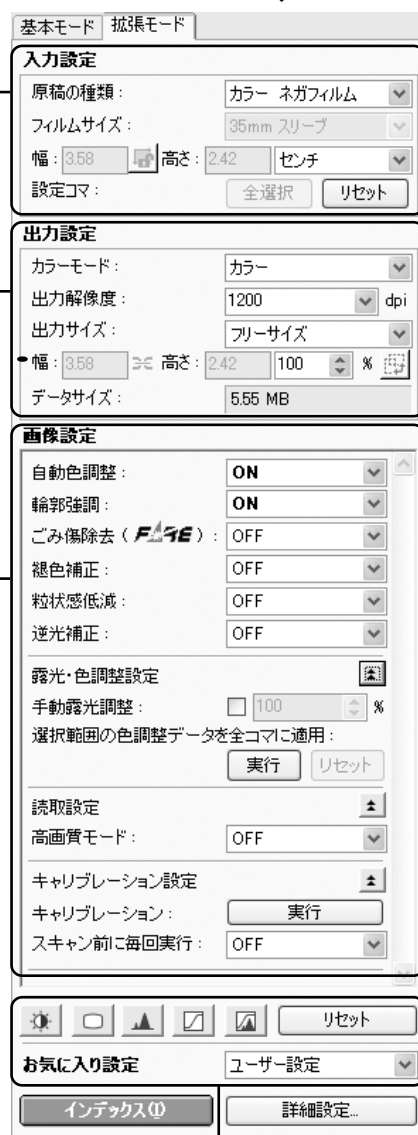 基本モード 拡張モード
入力設定
原稿の種類： カラー ネガフィルム
フィルムサイズ： 35mm スリーブ
幅： 3.58 高さ： 2.42 センチ
設定コマ： 全選択 リセット
出力設定
カラーモード： カラー
出力解像度： 1200 dpi
出力サイズ： フリーサイズ
幅： 3.58 高さ： 2.42 100 %
データサイズ： 5.55 MB
画像設定
自動色調整： ON
輪郭強調： ON
ごみ傷除去（FARE）： OFF
褪色補正： OFF
粒状感低減： OFF
逆光補正： OFF
露光・色調整設定
手動露光調整： 100 %
選択範囲の色調整データを全コマに適用：
実行 リセット
読取設定
高画質モード： OFF
キャリブレーション設定
キャリブレーション： 実行
スキャン前に毎回実行： OFF
リセット
お気に入り設定 ユーザー設定
インデックス(I) 詳細設定...